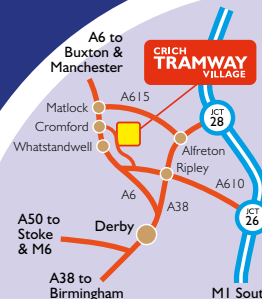 A6 to
Buxton &
Manchester
CRICH
TRAMWAY
VILLAGE
Matlock
A615
Cromford
JCT
28
Whatstandwell
Alfreton
Ripley
A6
A38
A610
JCT
26
A50 to
Stoke
& M6
Derby
A38 to
Birmingham
M1 Sout